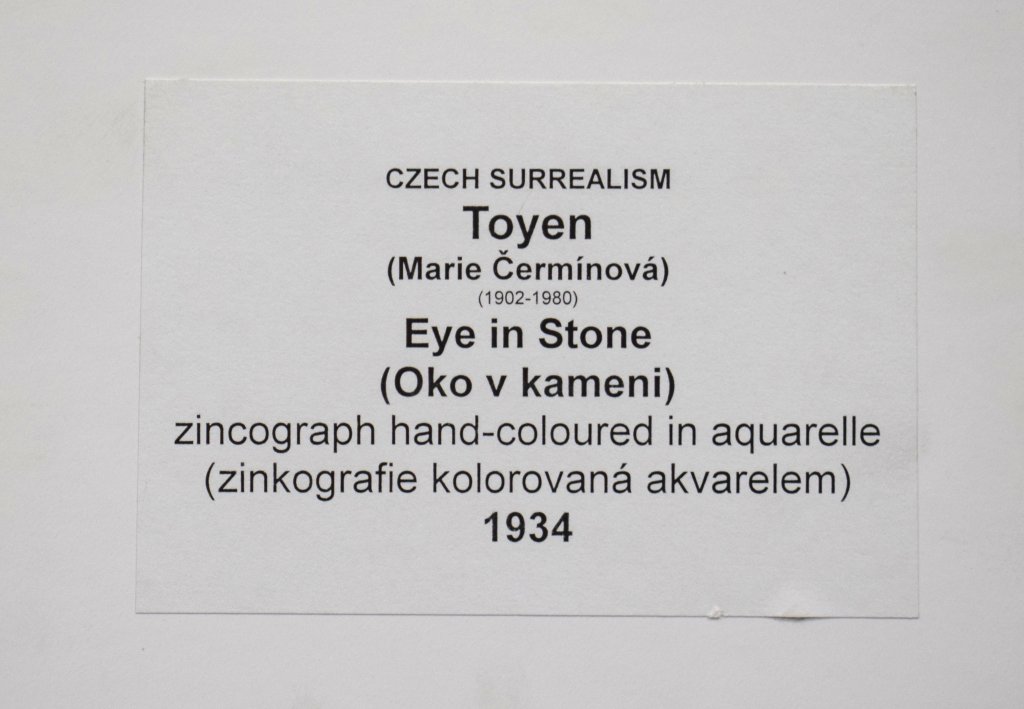 CZECH SURREALISM
Toyen
(Marie Čermínová)
(1902-1980)
Eye in Stone
(Oko v kameni)
zincograph hand-coloured in aquarelle
(zinkografie kolorovaná akvarelem)
1934